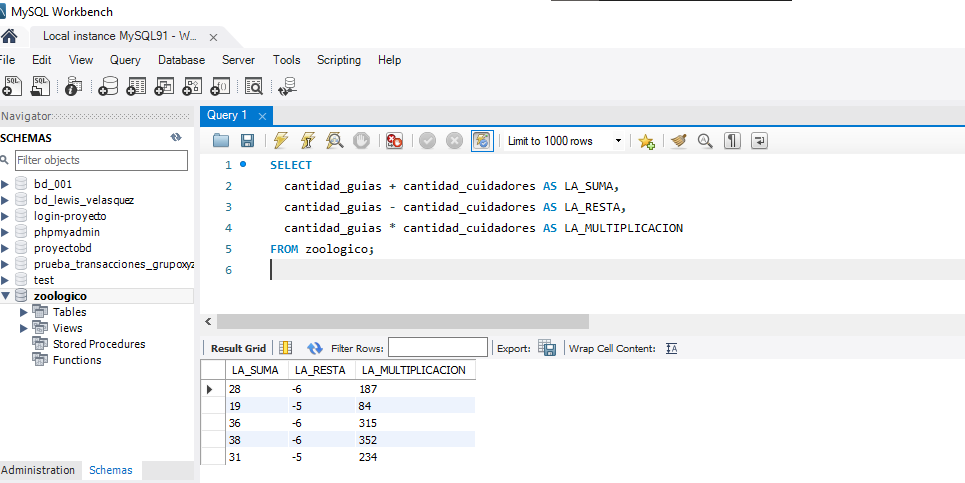 MySQL Workbench
Local instance MySQL91 - W... ×
File Edit View Query Database Server Tools Scripting Help
Navigator
SCHEMAS
Filter objects
bd_001
bd_lewis_velasquez
login-proyecto
phpmyadmin
proyectobd
prueba_transacciones_grupoxyz
test
zoologico
Tables
Views
Stored Procedures
Functions
Administration Schemas
Query 1 ×
Limit to 1000 rows
1 SELECT
2 cantidad_guias + cantidad_cuidadores AS LA_SUMA,
3 cantidad_guias - cantidad_cuidadores AS LA_RESTA,
4 cantidad_guias * cantidad_cuidadores AS LA_MULTIPLICACION
5 FROM zoologico;
6
Result Grid Filter Rows: Export: Wrap Cell Content:
LA_SUMA LA_RESTA LA_MULTIPLICACION
28 -6 187
19 -5 84
36 -6 315
38 -6 352
31 -5 234